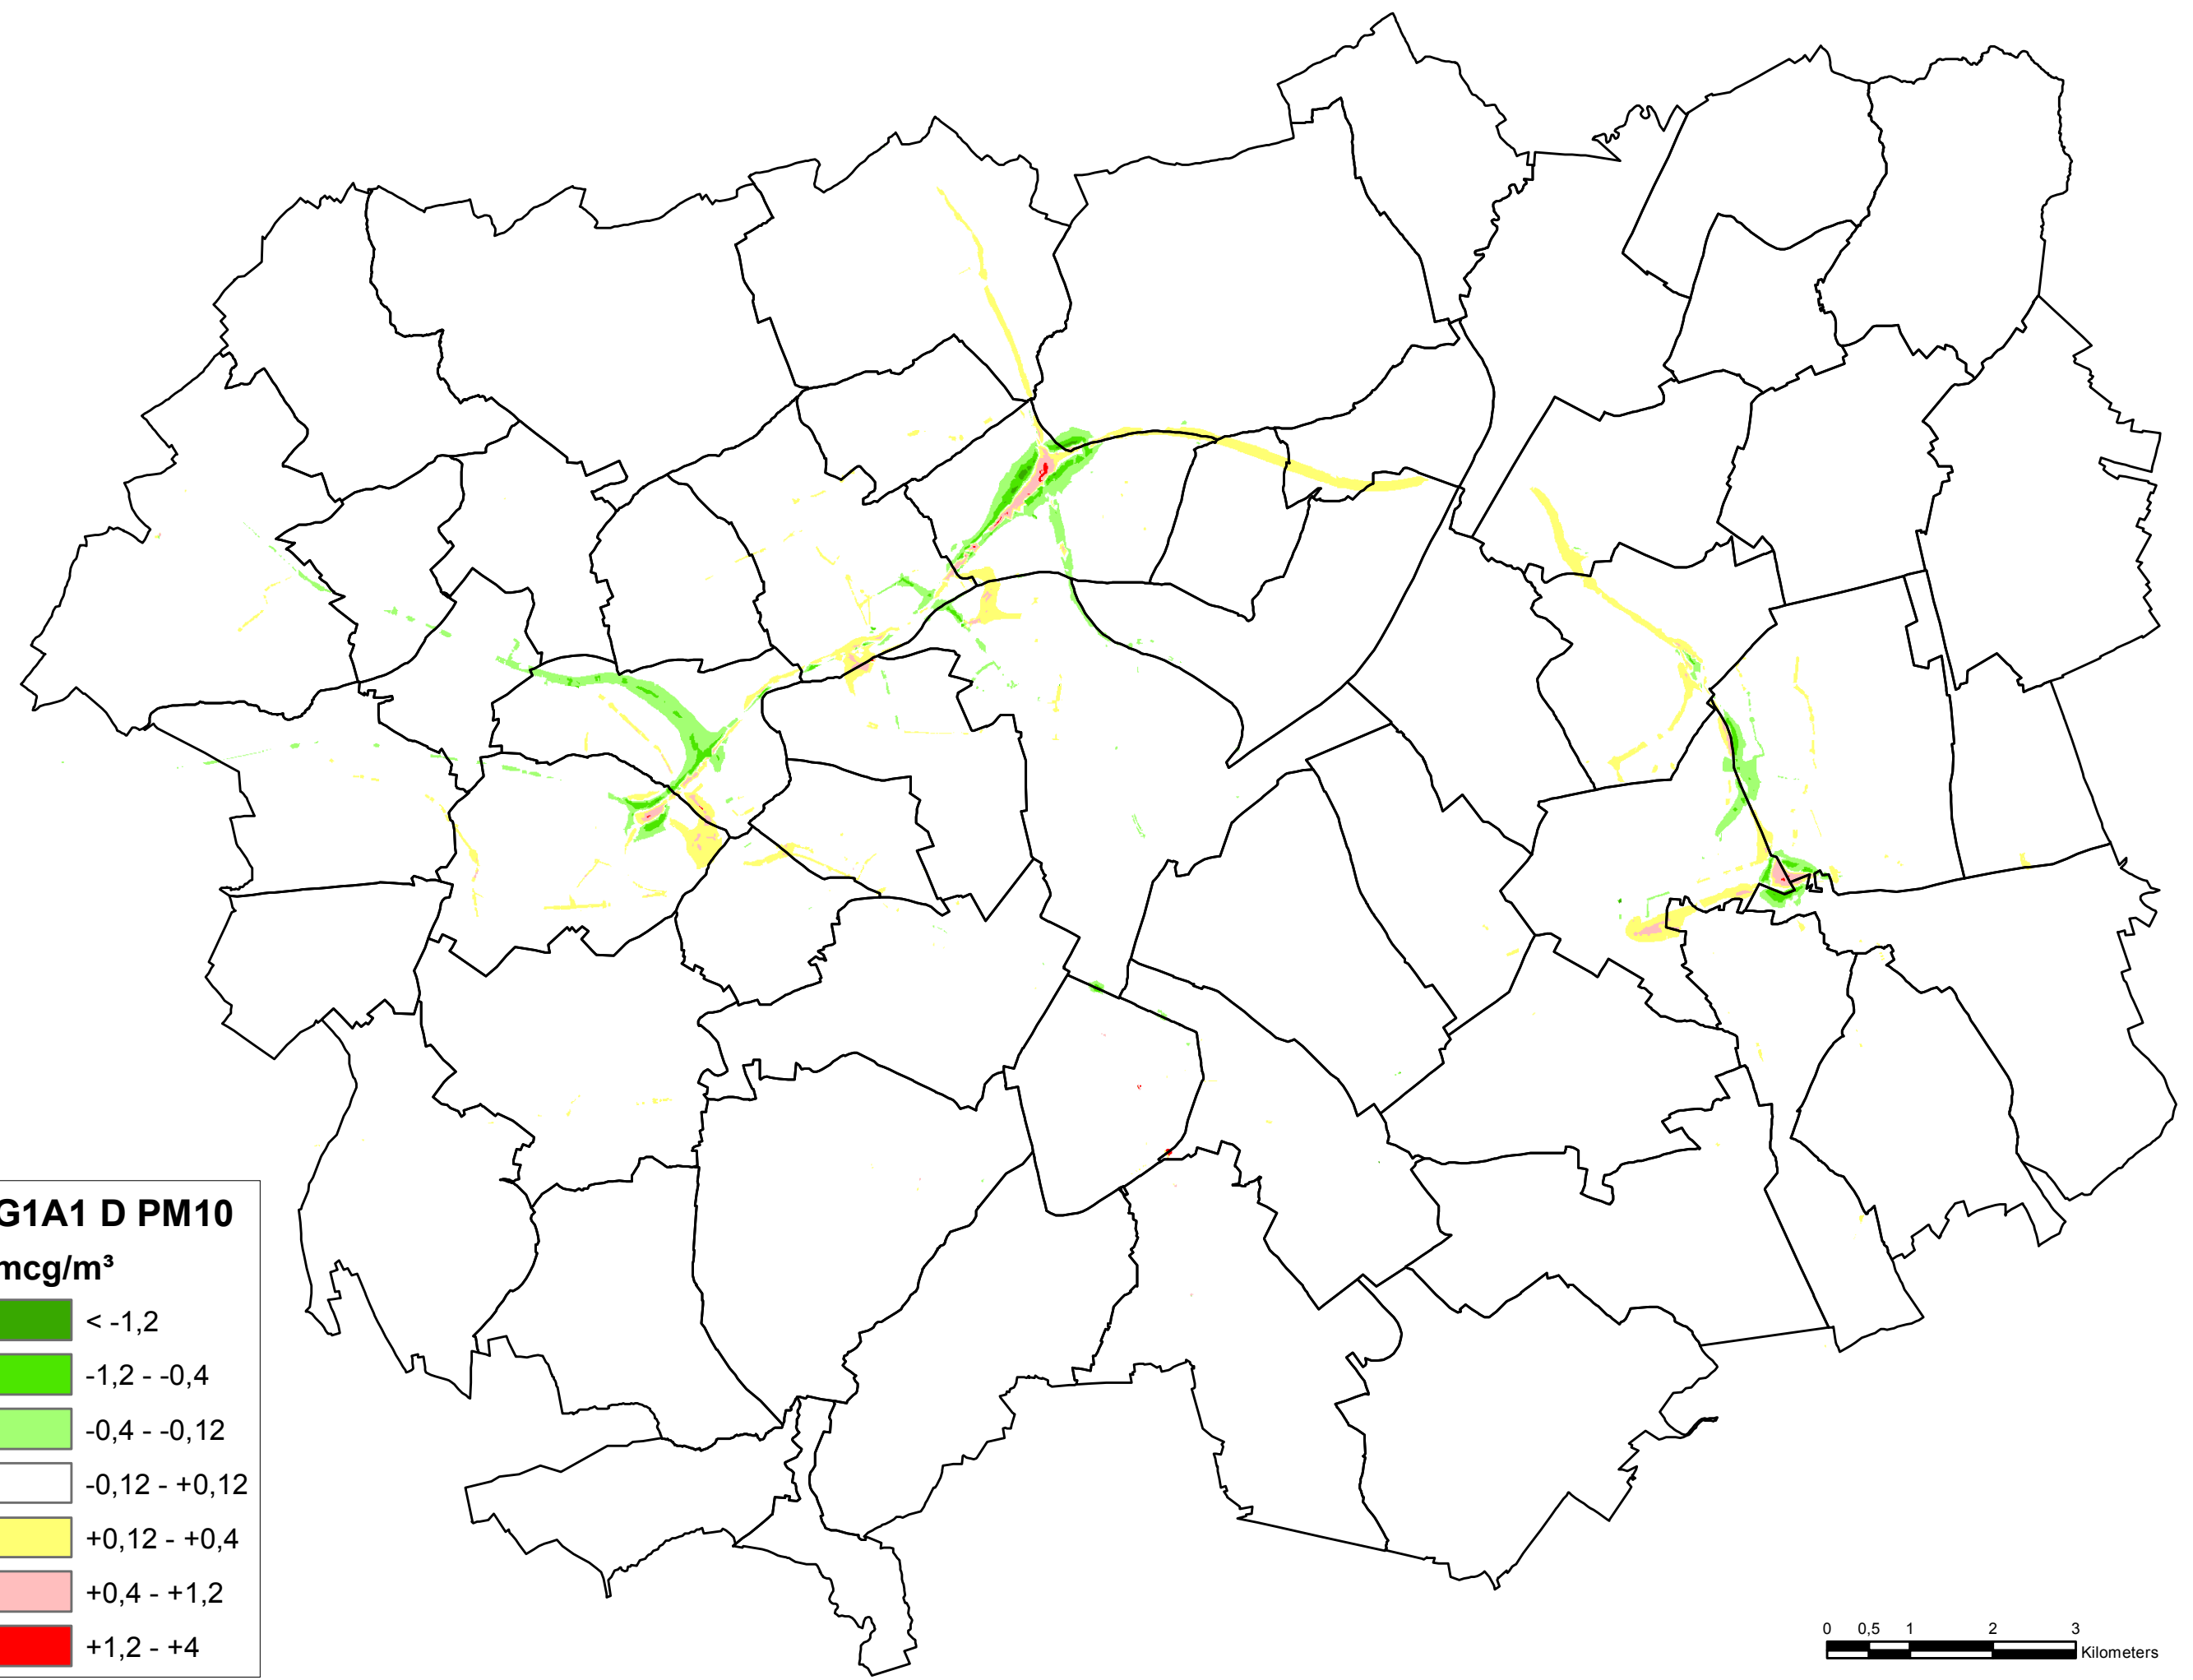 G1A1 D PM10
mcg/m³
< -1,2
-1,2 - -0,4
-0,4 - -0,12
-0,12 - +0,12
+0,12 - +0,4
+0,4 - +1,2
+1,2 - +4
0 0,5 1 2 3
Kilometers